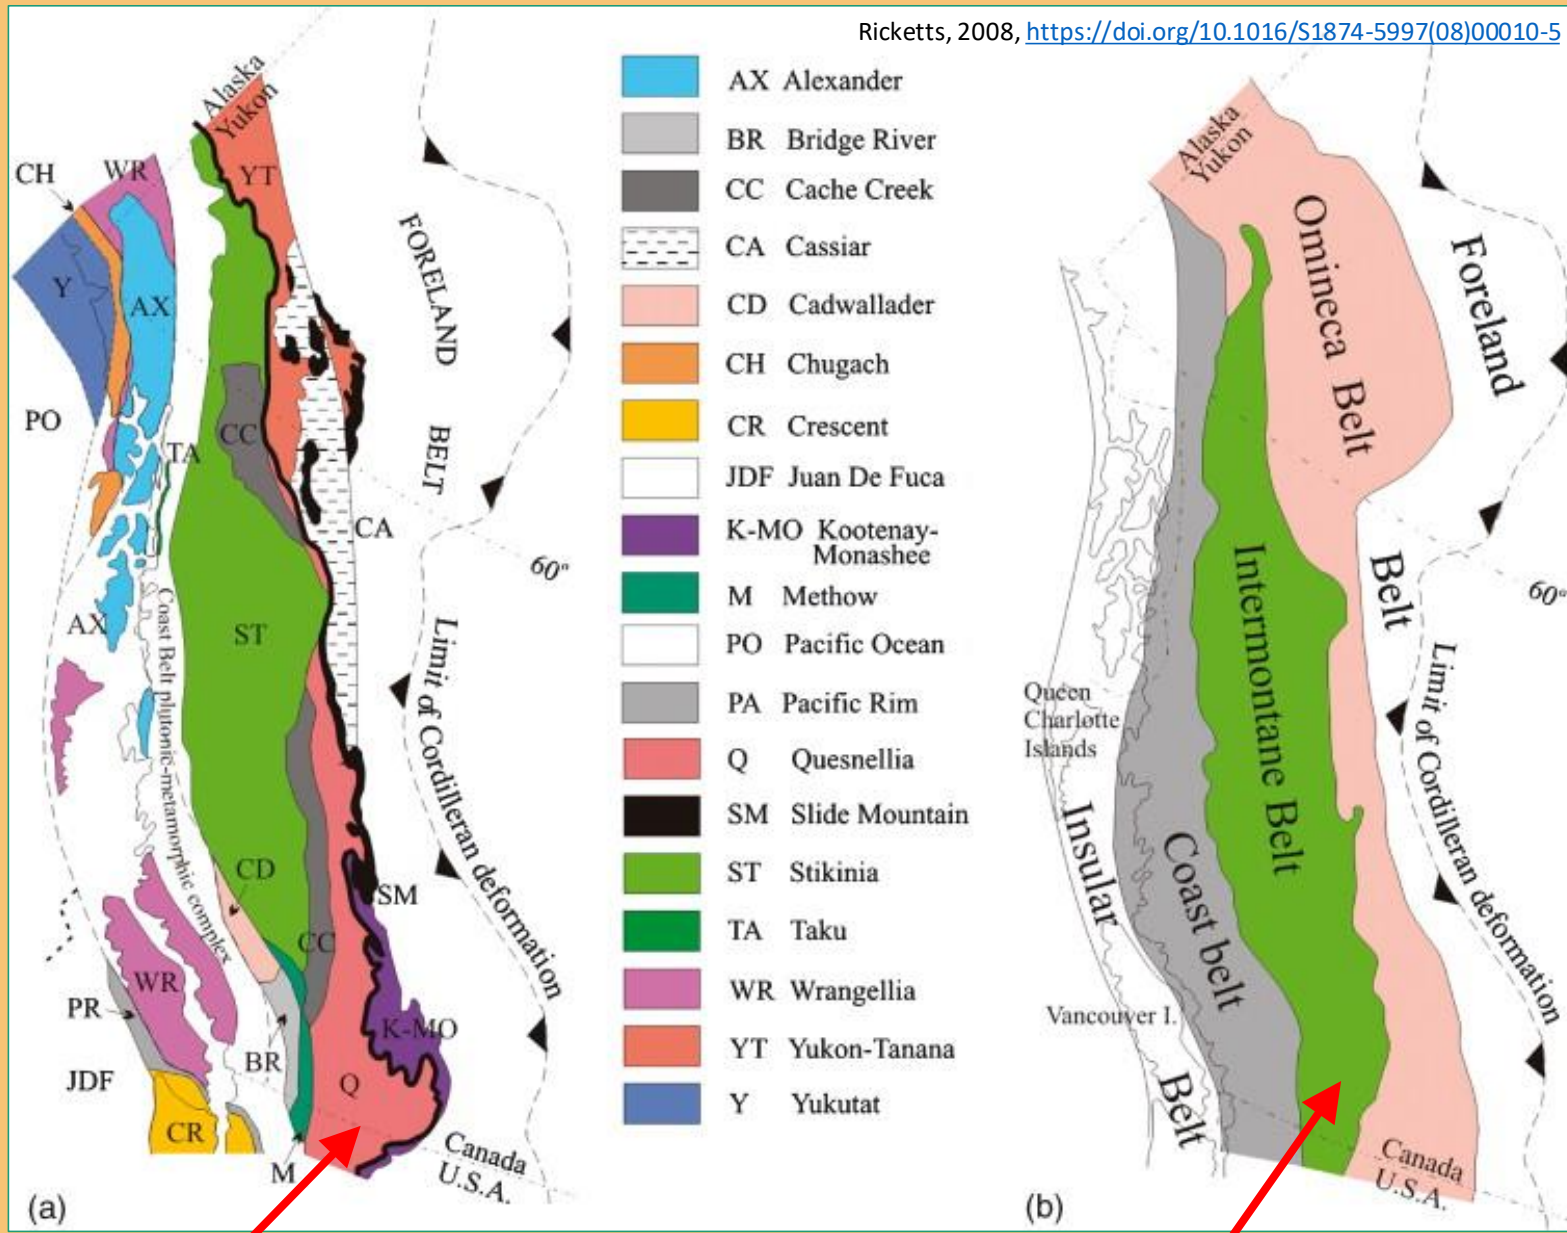 Ricketts, 2008, https://doi.org/10.1016/S1874-5997(08)00010-5
Alaska
Yukon
CH
WR
YT
Y
AX
PO
TA
CC
CA
AX
ST
FORELAND
BELT
60°
Coast Belt plutonic-metamorphic complex
Limit of Cordilleran deformation
CD
SM
CC
WR
PR
BR
K-MO
JDF
Q
CR
M
Canada
U.S.A.
(a)
AX Alexander
BR Bridge River
CC Cache Creek
CA Cassiar
CD Cadwallader
CH Chugach
CR Crescent
JDF Juan De Fuca
K-MO Kootenay-
Monashee
M Methow
PO Pacific Ocean
PA Pacific Rim
Q Quesnellia
SM Slide Mountain
ST Stikinia
TA Taku
WR Wrangellia
YT Yukon-Tanana
Y Yukutat
Alaska
Yukon
Omineca Belt
Foreland
Belt
60°
Intermontane Belt
Limit of Cordilleran deformation
Queen
Charlotte
Islands
Insular
Belt
Coast belt
Vancouver I.
Canada
U.S.A.
(b)